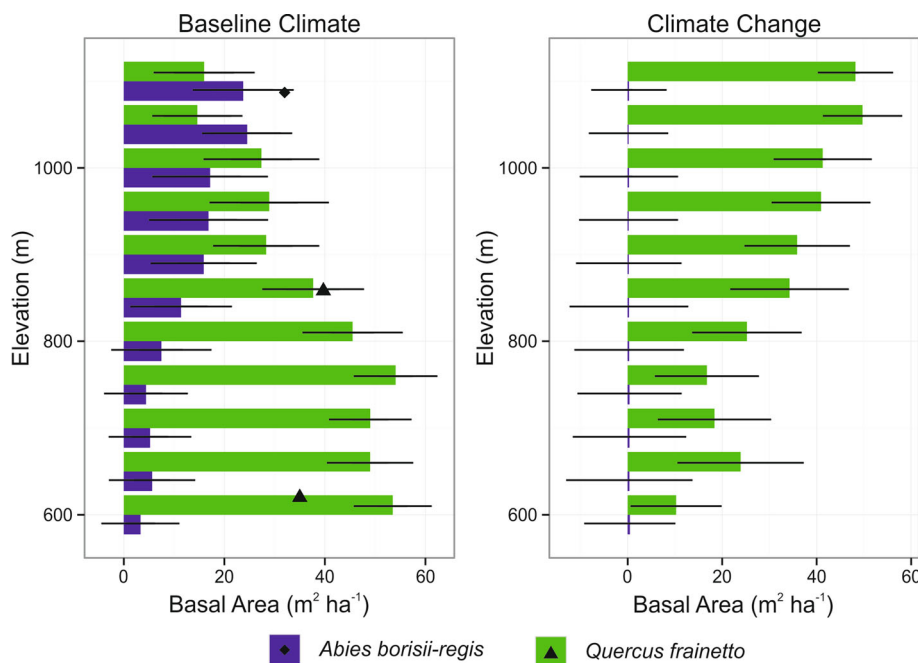 Baseline Climate
Climate Change
Elevation (m)
1000
800
600
0 20 40 60
Basal Area (m² ha⁻¹)
Elevation (m)
1000
800
600
0 20 40 60
Basal Area (m² ha⁻¹)
Abies borisii-regis
Quercus frainetto